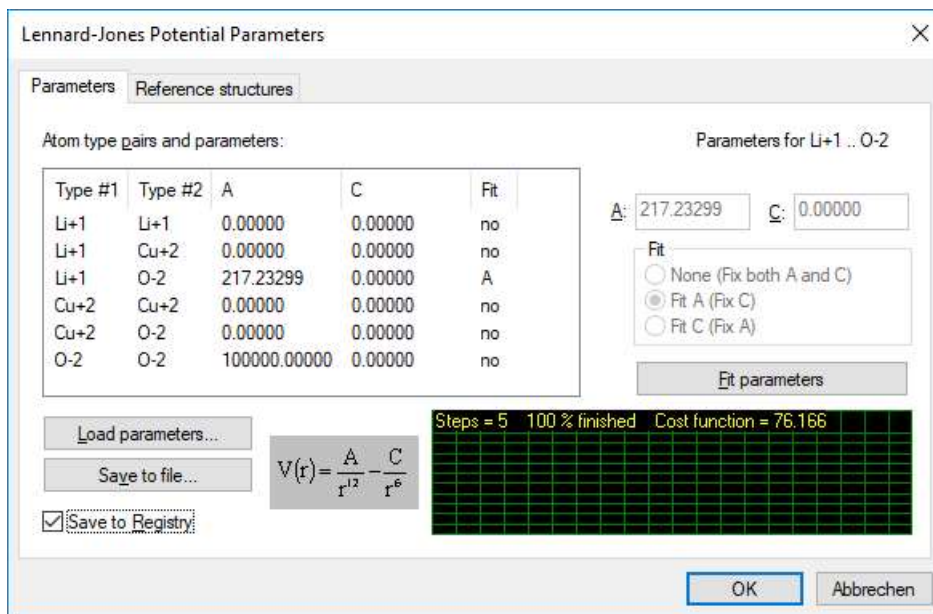 Lennard-Jones Potential Parameters
Parameters
Reference structures
Atom type pairs and parameters:
Parameters for Li+1 .. O-2
Type #1 Type #2 A C Fit
Li+1 Li+1 0.00000 0.00000 no
Li+1 Cu+2 0.00000 0.00000 no
Li+1 O-2 217.23299 0.00000 A
Cu+2 Cu+2 0.00000 0.00000 no
Cu+2 O-2 0.00000 0.00000 no
O-2 O-2 100000.00000 0.00000 no
A: 217.23299 C: 0.00000
Fit
None (Fix both A and C)
Fit A (Fix C)
Fit C (Fix A)
Fit parameters
Load parameters...
Save to file...
Save to Registry
V(r) = A/r¹² − C/r⁶
Steps = 5 100 % finished Cost function = 76.166
OK Abbrechen